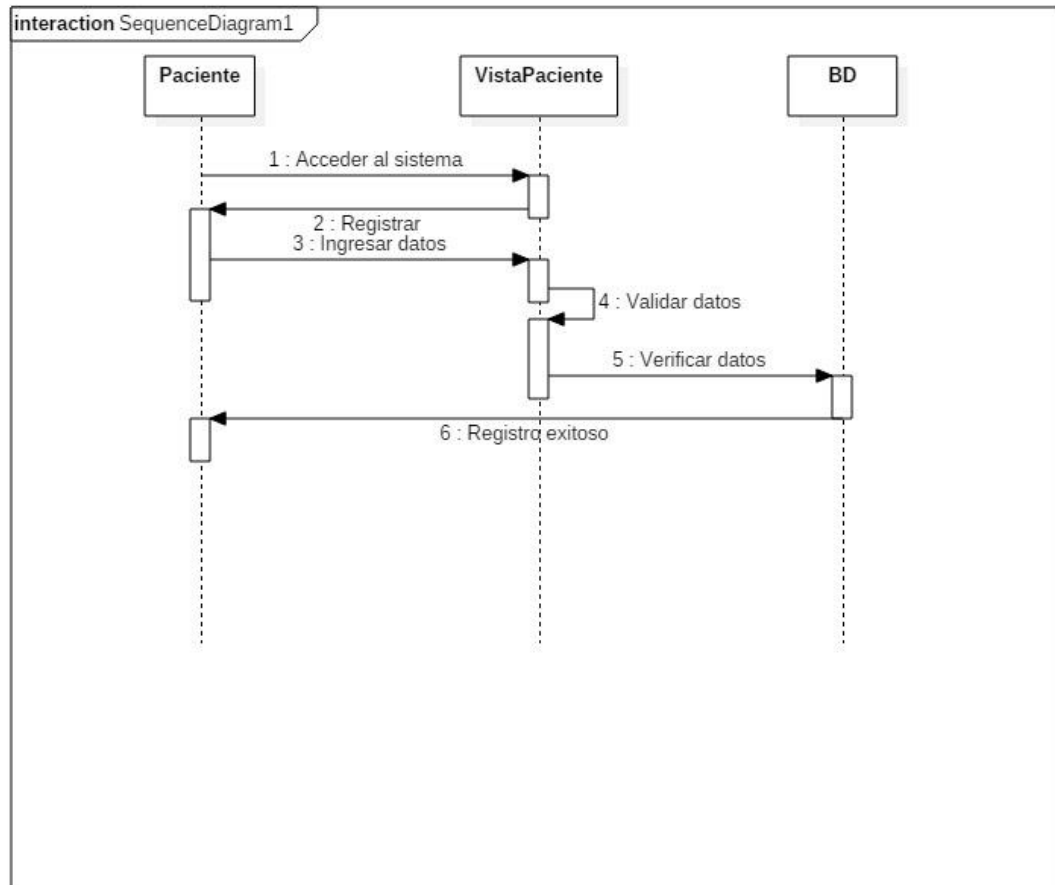 interaction SequenceDiagram1
Paciente
VistaPaciente
BD
1 : Acceder al sistema
2 : Registrar
3 : Ingresar datos
4 : Validar datos
5 : Verificar datos
6 : Registro exitoso